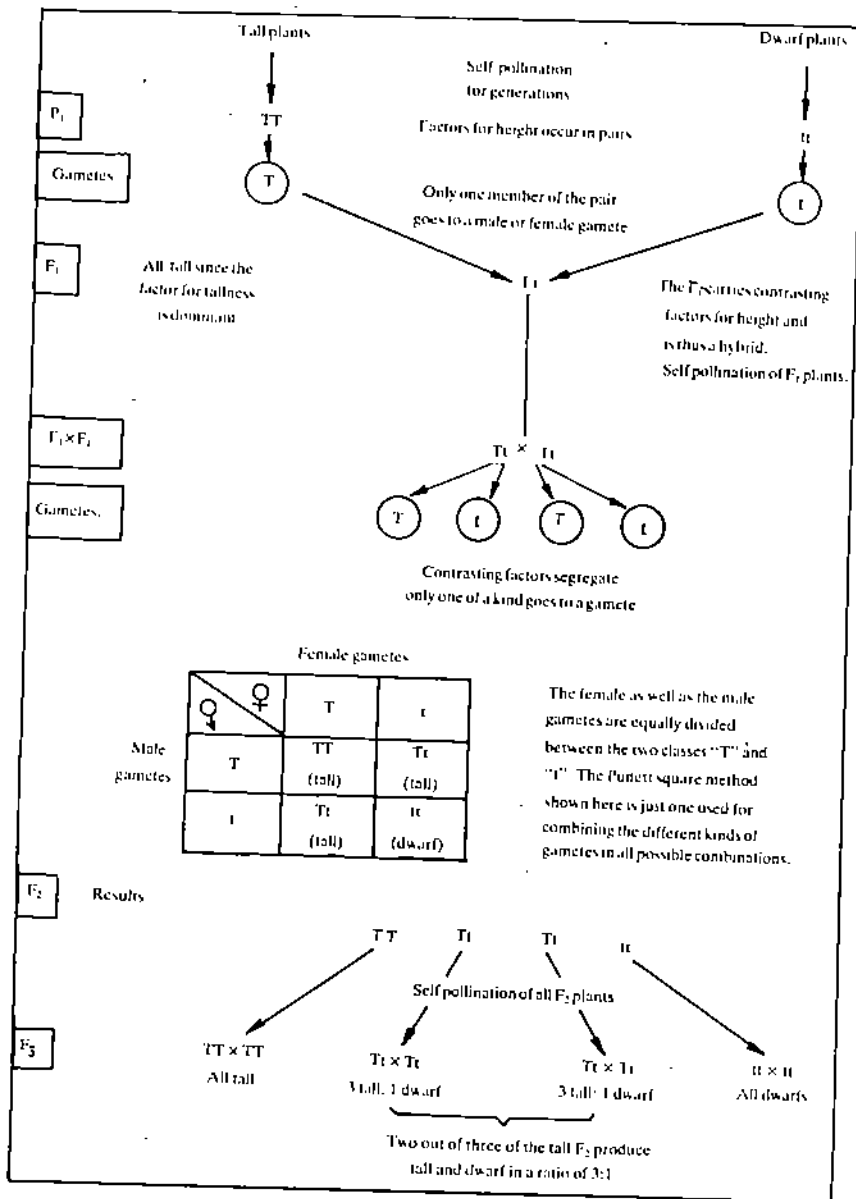 Tall plants
Dwarf plants
Self-pollination
for generations
P₁
TT
Factors for height occur in pairs
tt
Gametes
T
Only one member of the pair
goes to a male or female gamete
t
F₁
All tall since the
factor for tallness
is dominant
Tt
The F₁ carries contrasting
factors for height and
is thus a hybrid.
Self pollination of F₁ plants.
F₁ × F₁
Tt × Tt
Gametes.
T
t
T
t
Contrasting factors segregate
only one of a kind goes to a gamete
Female gametes
♀
♂
T
t
Male
gametes
T
TT
(tall)
Tt
(tall)
t
Tt
(tall)
tt
(dwarf)
The female as well as the male
gametes are equally divided
between the two classes "T" and
"t". The Punett square method
shown here is just one used for
combining the different kinds of
gametes in all possible combinations.
F₂
Results
TT
Tt
Tt
tt
Self pollination of all F₂ plants
F₃
TT × TT
All tall
Tt × Tt
3 tall: 1 dwarf
Tt × Tt
3 tall: 1 dwarf
tt × tt
All dwarfs
Two out of three of the tall F₂ produce
tall and dwarf in a ratio of 3:1